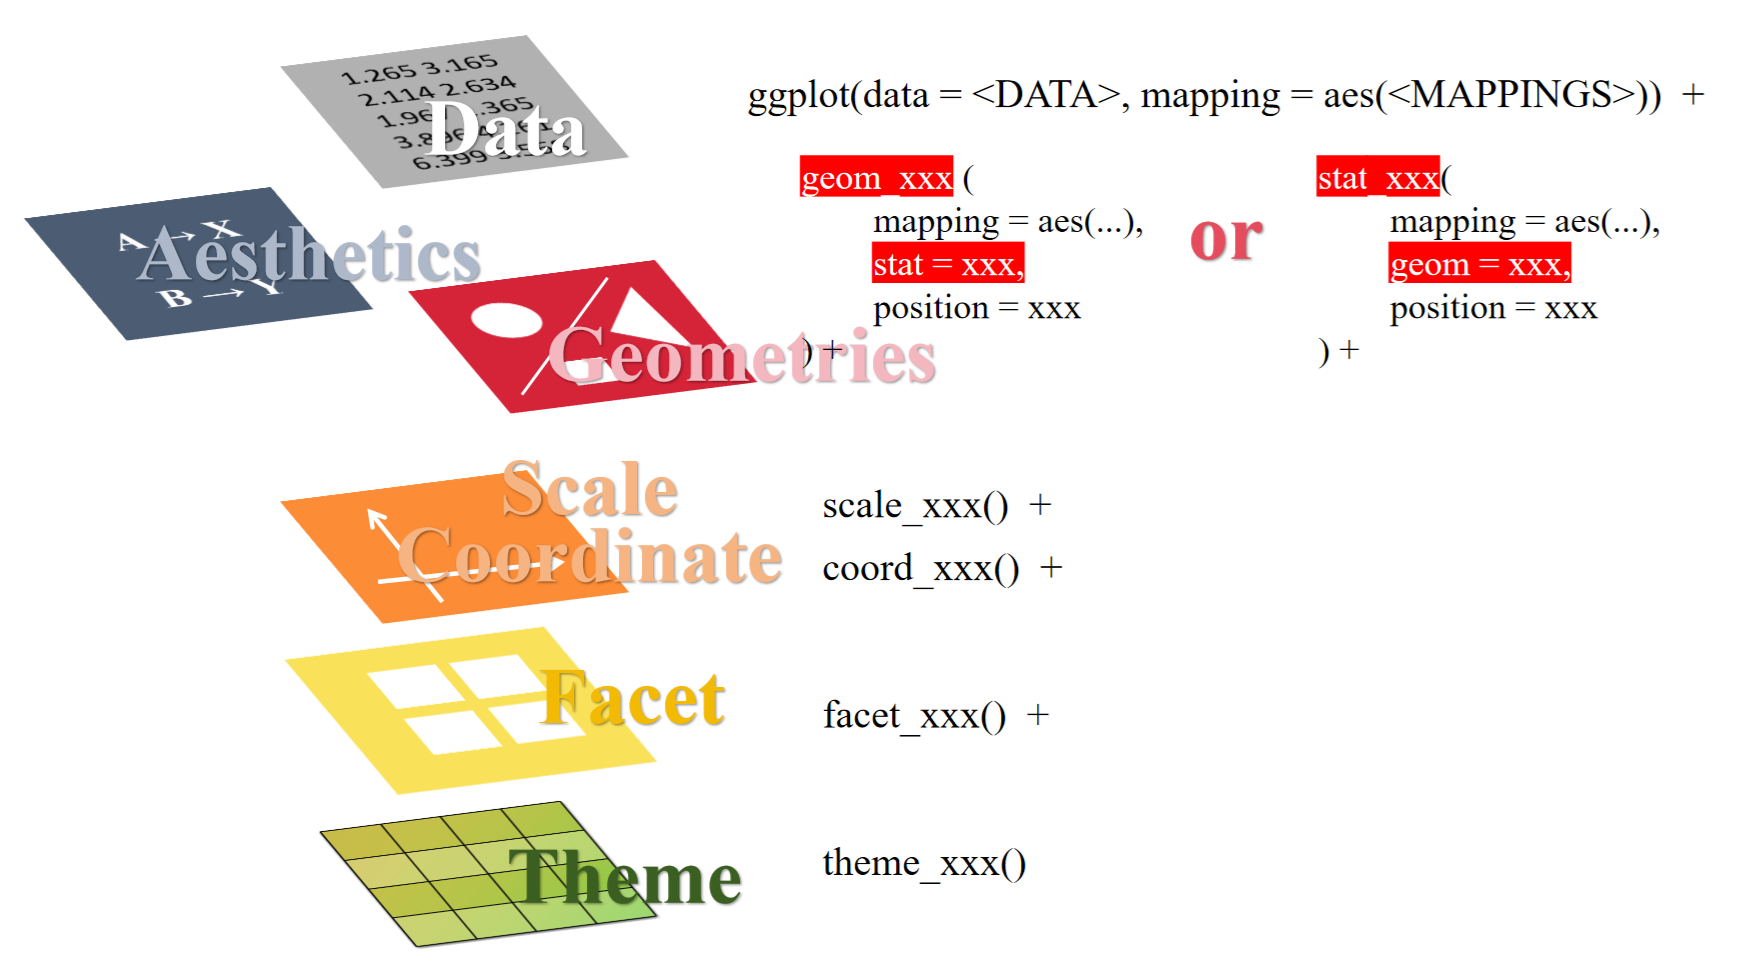 1.265 3.165
2.114 2.634
1.96 .365
3.896 4
6.399
Data
A → X
Aesthetics
B → Y
Geometries
ggplot(data = <DATA>, mapping = aes(<MAPPINGS>)) +
geom_xxx (
mapping = aes(...),
stat = xxx,
position = xxx
) +
or
stat_xxx(
mapping = aes(...),
geom = xxx,
position = xxx
) +
Scale
Coordinate
scale_xxx() +
coord_xxx() +
Facet
facet_xxx() +
Theme
theme_xxx()